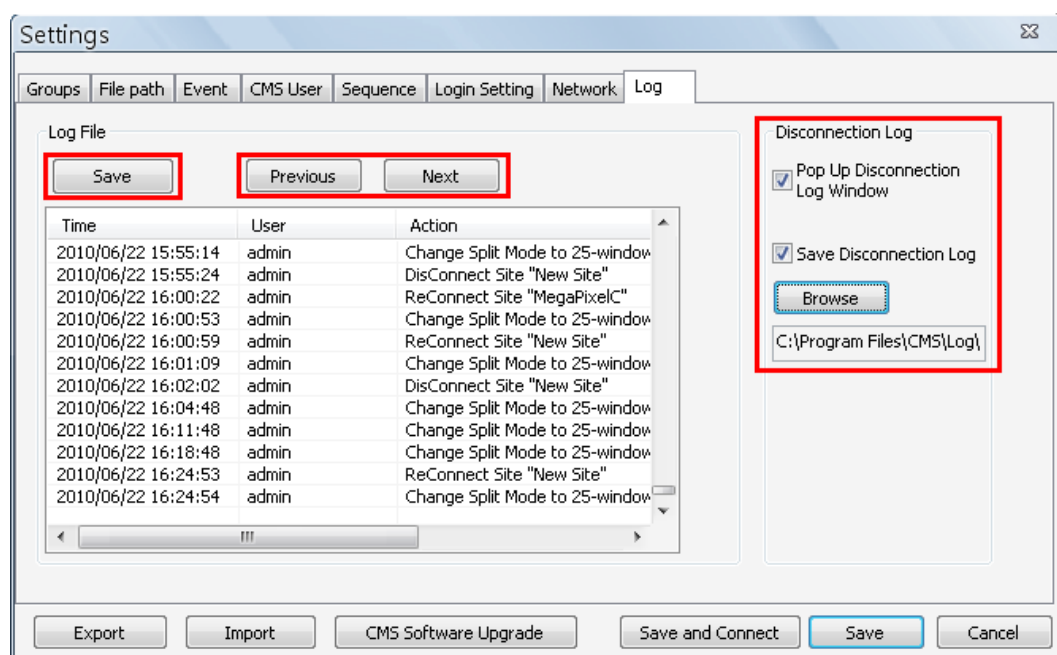 Settings
Groups File path Event CMS User Sequence Login Setting Network Log
Log File
Save Previous Next
Time User Action
2010/06/22 15:55:14 admin Change Split Mode to 25-window
2010/06/22 15:55:24 admin DisConnect Site "New Site"
2010/06/22 16:00:22 admin ReConnect Site "MegaPixelC"
2010/06/22 16:00:53 admin Change Split Mode to 25-window
2010/06/22 16:00:59 admin ReConnect Site "New Site"
2010/06/22 16:01:09 admin Change Split Mode to 25-window
2010/06/22 16:02:02 admin DisConnect Site "New Site"
2010/06/22 16:04:48 admin Change Split Mode to 25-window
2010/06/22 16:11:48 admin Change Split Mode to 25-window
2010/06/22 16:18:48 admin Change Split Mode to 25-window
2010/06/22 16:24:53 admin ReConnect Site "New Site"
2010/06/22 16:24:54 admin Change Split Mode to 25-window
Disconnection Log
Pop Up Disconnection
Log Window
Save Disconnection Log
Browse
C:\Program Files\CMS\Log\
Export Import CMS Software Upgrade Save and Connect Save Cancel